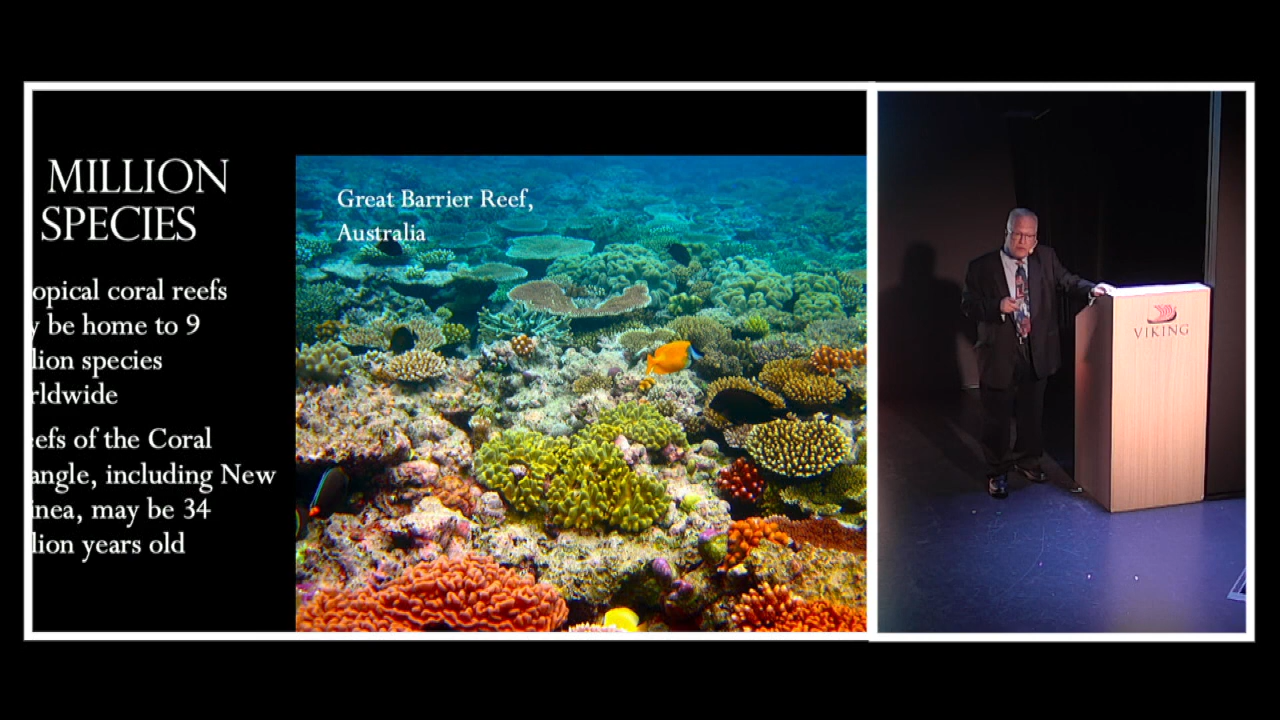 MILLION
SPECIES
opical coral reefs
y be home to 9
lion species
rldwide
efs of the Coral
angle, including New
inea, may be 34
lion years old
Great Barrier Reef,
Australia
VIKING